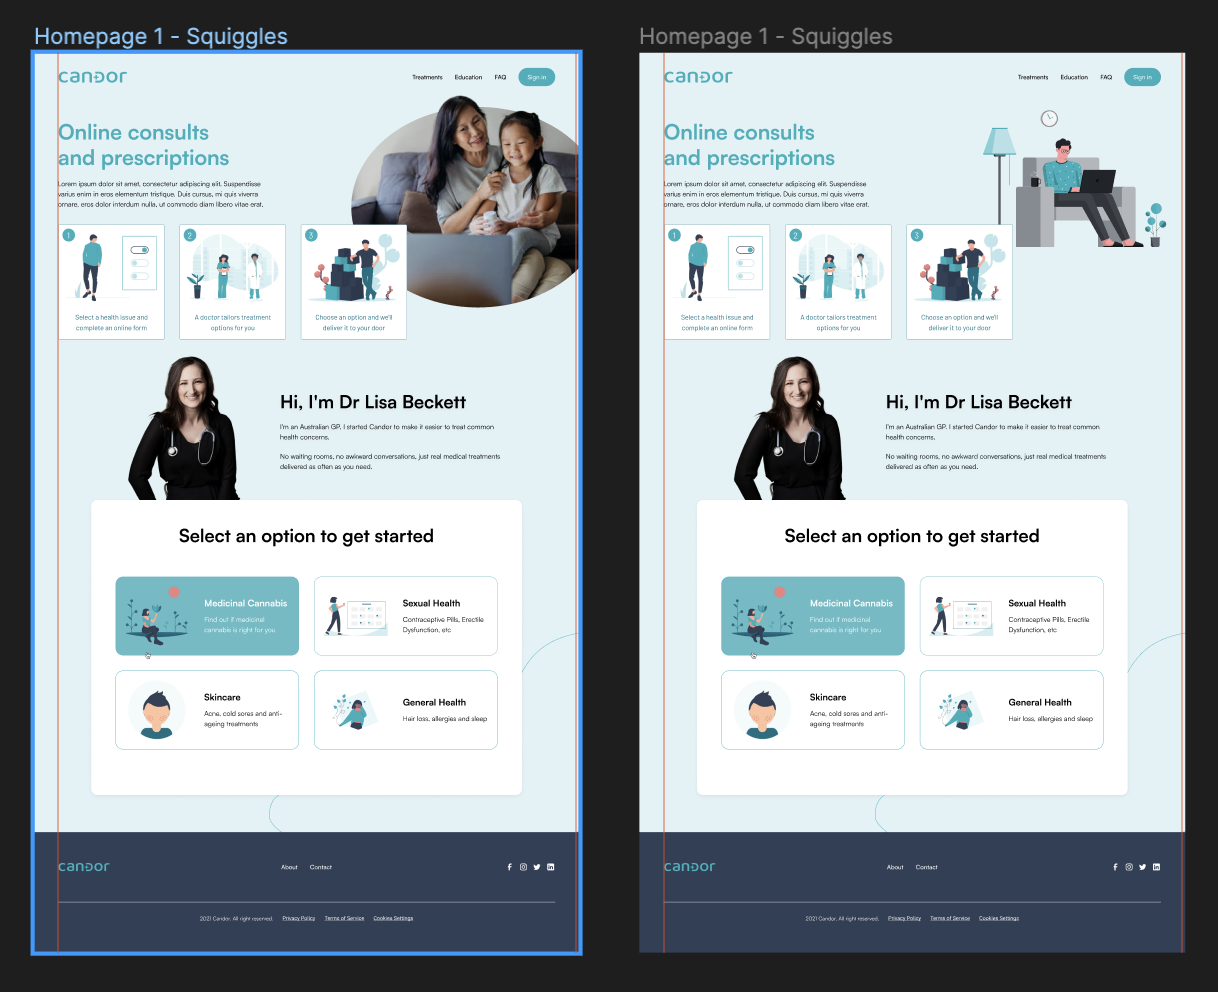 Homepage 1 - Squiggles
candor
Treatments
Education
FAQ
Sign in
Online consults
and prescriptions
Lorem ipsum dolor sit amet, consectetur adipiscing elit. Suspendisse
varius enim in eros elementum tristique. Duis cursus, mi quis viverra
ornare, eros dolor interdum nulla, ut commodo diam libero vitae erat.
1
Select a health issue and
complete an online form
2
A doctor tailors treatment
options for you
3
Choose an option and we'll
deliver it to your door
Hi, I'm Dr Lisa Beckett
I'm an Australian GP. I started Candor to make it easier to treat common
health concerns.
No waiting rooms, no awkward conversations, just real medical treatments
delivered as often as you need.
Select an option to get started
Medicinal Cannabis
Find out if medicinal
cannabis is right for you
Sexual Health
Contraceptive Pills, Erectile
Dysfunction, etc
Skincare
Acne, cold sores and anti-
ageing treatments
General Health
Hair loss, allergies and sleep
candor
About
Contact
2021 Candor. All right reserved.
Privacy Policy
Terms of Service
Cookies Settings
Homepage 1 - Squiggles
candor
Treatments
Education
FAQ
Sign in
Online consults
and prescriptions
Lorem ipsum dolor sit amet, consectetur adipiscing elit. Suspendisse
varius enim in eros elementum tristique. Duis cursus, mi quis viverra
ornare, eros dolor interdum nulla, ut commodo diam libero vitae erat.
1
Select a health issue and
complete an online form
2
A doctor tailors treatment
options for you
3
Choose an option and we'll
deliver it to your door
Hi, I'm Dr Lisa Beckett
I'm an Australian GP. I started Candor to make it easier to treat common
health concerns.
No waiting rooms, no awkward conversations, just real medical treatments
delivered as often as you need.
Select an option to get started
Medicinal Cannabis
Find out if medicinal
cannabis is right for you
Sexual Health
Contraceptive Pills, Erectile
Dysfunction, etc
Skincare
Acne, cold sores and anti-
ageing treatments
General Health
Hair loss, allergies and sleep
candor
About
Contact
2021 Candor. All right reserved.
Privacy Policy
Terms of Service
Cookies Settings